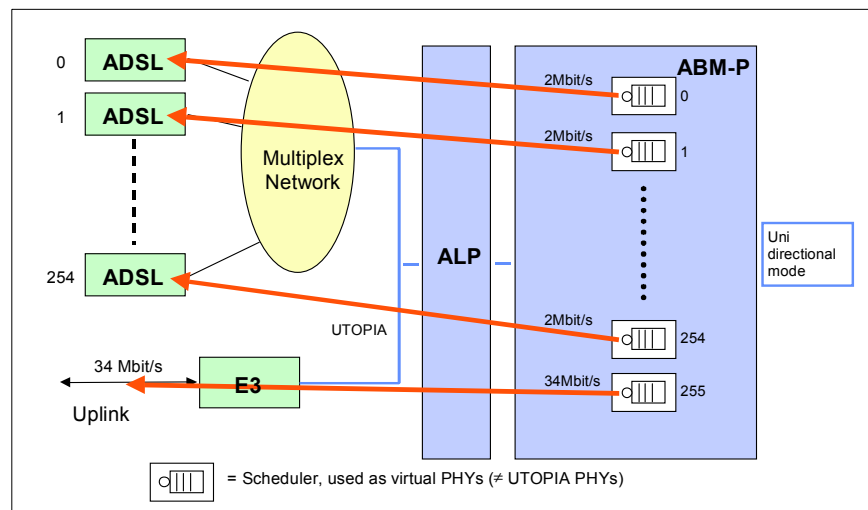 0 ADSL
1 ADSL
254 ADSL
Multiplex
Network
UTOPIA
34 Mbit/s
E3
Uplink
ALP
ABM-P
2Mbit/s
0
2Mbit/s
1
2Mbit/s
254
34Mbit/s
255
Uni
directional
mode
= Scheduler, used as virtual PHYs (≠ UTOPIA PHYs)